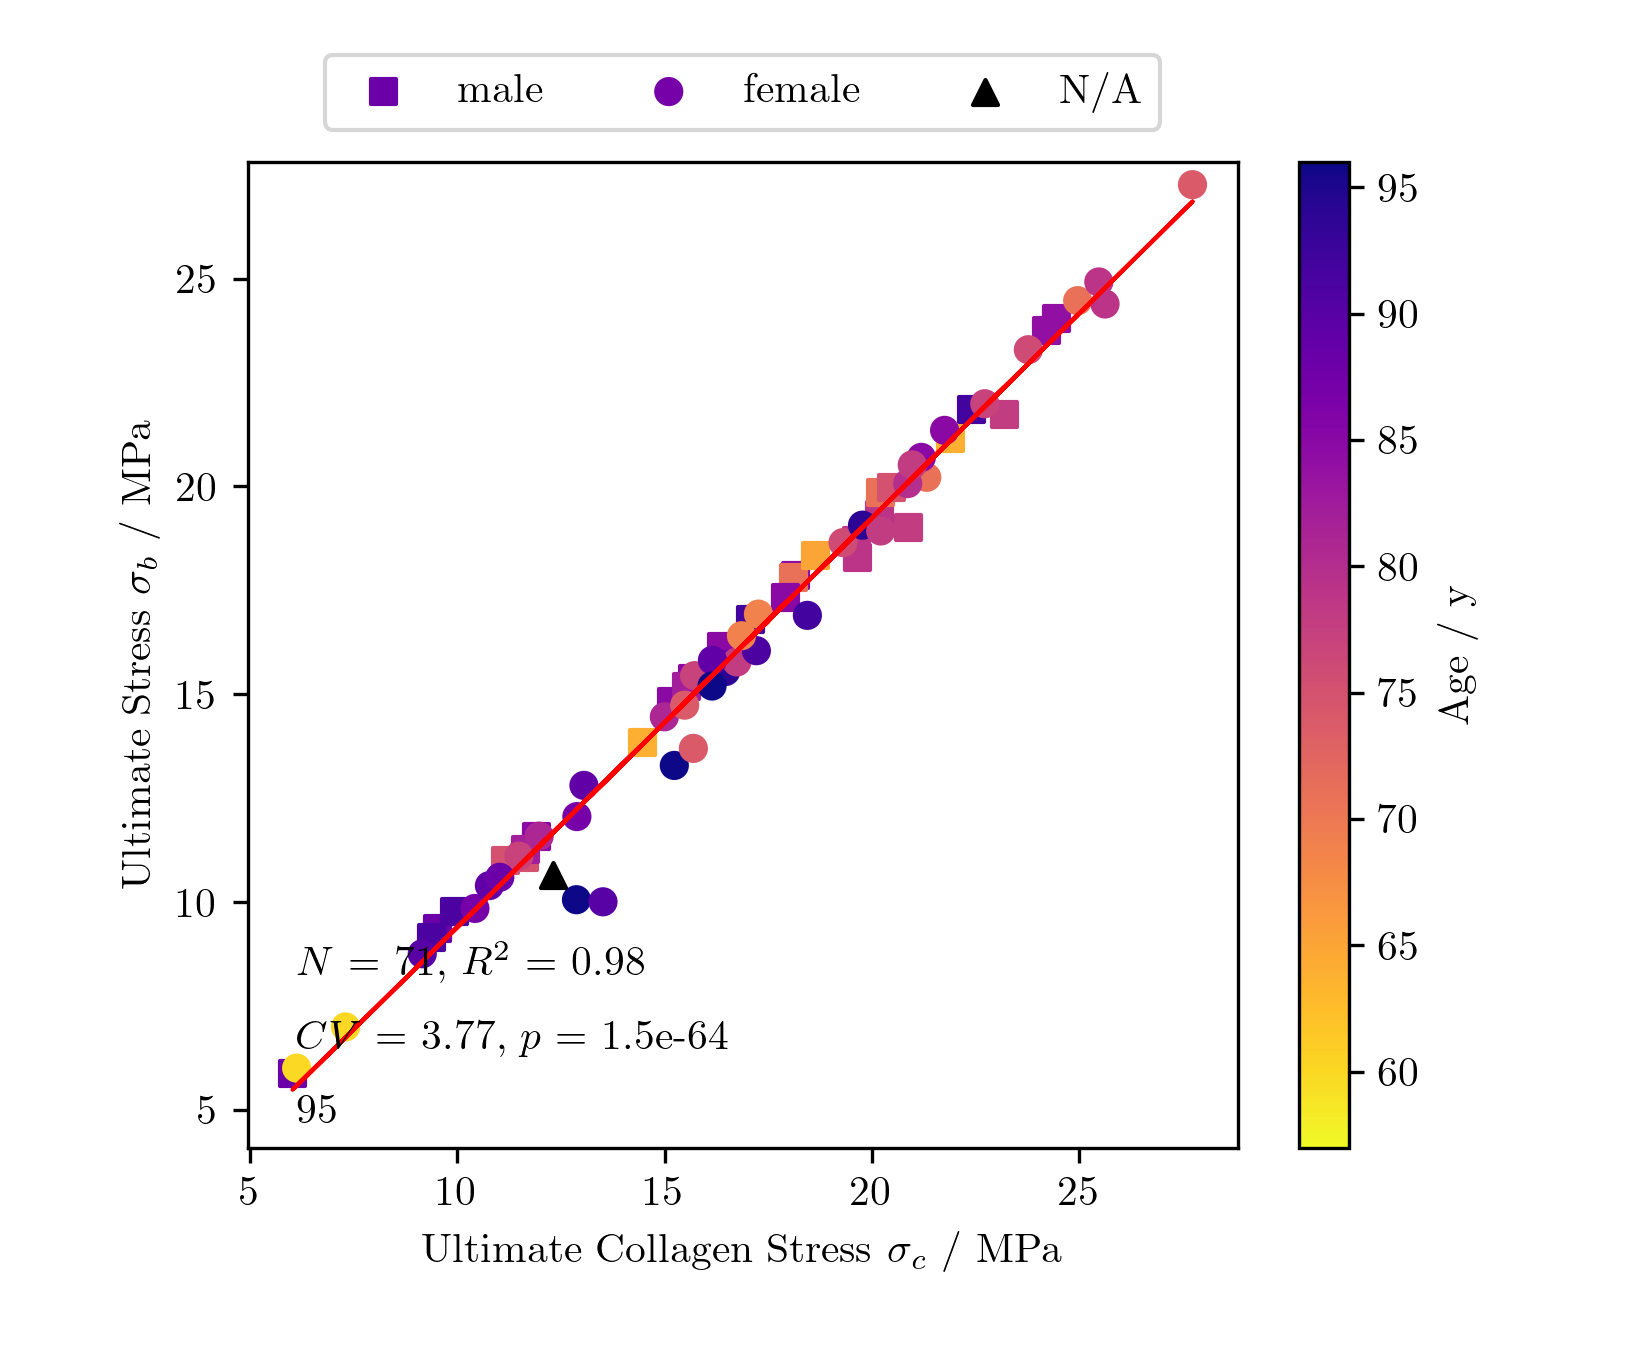 male female N/A
25
20
15
10
5
Ultimate Stress σ_b / MPa
N = 71, R² = 0.98
CV = 3.77, p = 1.5e-64
95
5 10 15 20 25
Ultimate Collagen Stress σ_c / MPa
95
90
85
80
75
70
65
60
Age / y